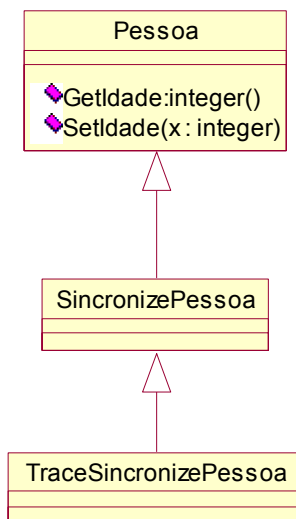 Pessoa
GetIdade:integer()
SetIdade(x : integer)
SincronizePessoa
TraceSincronizePessoa